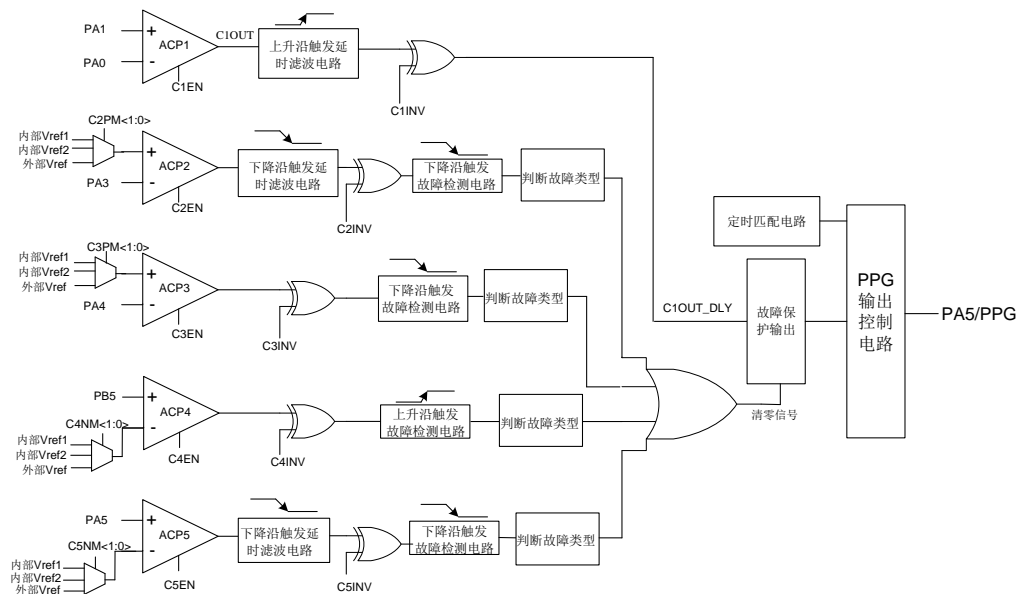 PA1
PA0
+
-
ACP1
C1EN
C1OUT
上升沿触发延
时滤波电路
C1INV
C2PM<1:0>
内部Vref1
内部Vref2
外部Vref
PA3
+
-
ACP2
C2EN
下降沿触发延
时滤波电路
C2INV
下降沿触发
故障检测电路
判断故障类型
C3PM<1:0>
内部Vref1
内部Vref2
外部Vref
PA4
+
-
ACP3
C3EN
C3INV
下降沿触发
故障检测电路
判断故障类型
PB5
C4NM<1:0>
内部Vref1
内部Vref2
外部Vref
+
-
ACP4
C4EN
C4INV
上升沿触发
故障检测电路
判断故障类型
PA5
C5NM<1:0>
内部Vref1
内部Vref2
外部Vref
+
-
ACP5
C5EN
下降沿触发延
时滤波电路
C5INV
下降沿触发
故障检测电路
判断故障类型
定时匹配电路
C1OUT_DLY
故障保
护输出
清零信号
PPG
输出
控制
电路
PA5/PPG